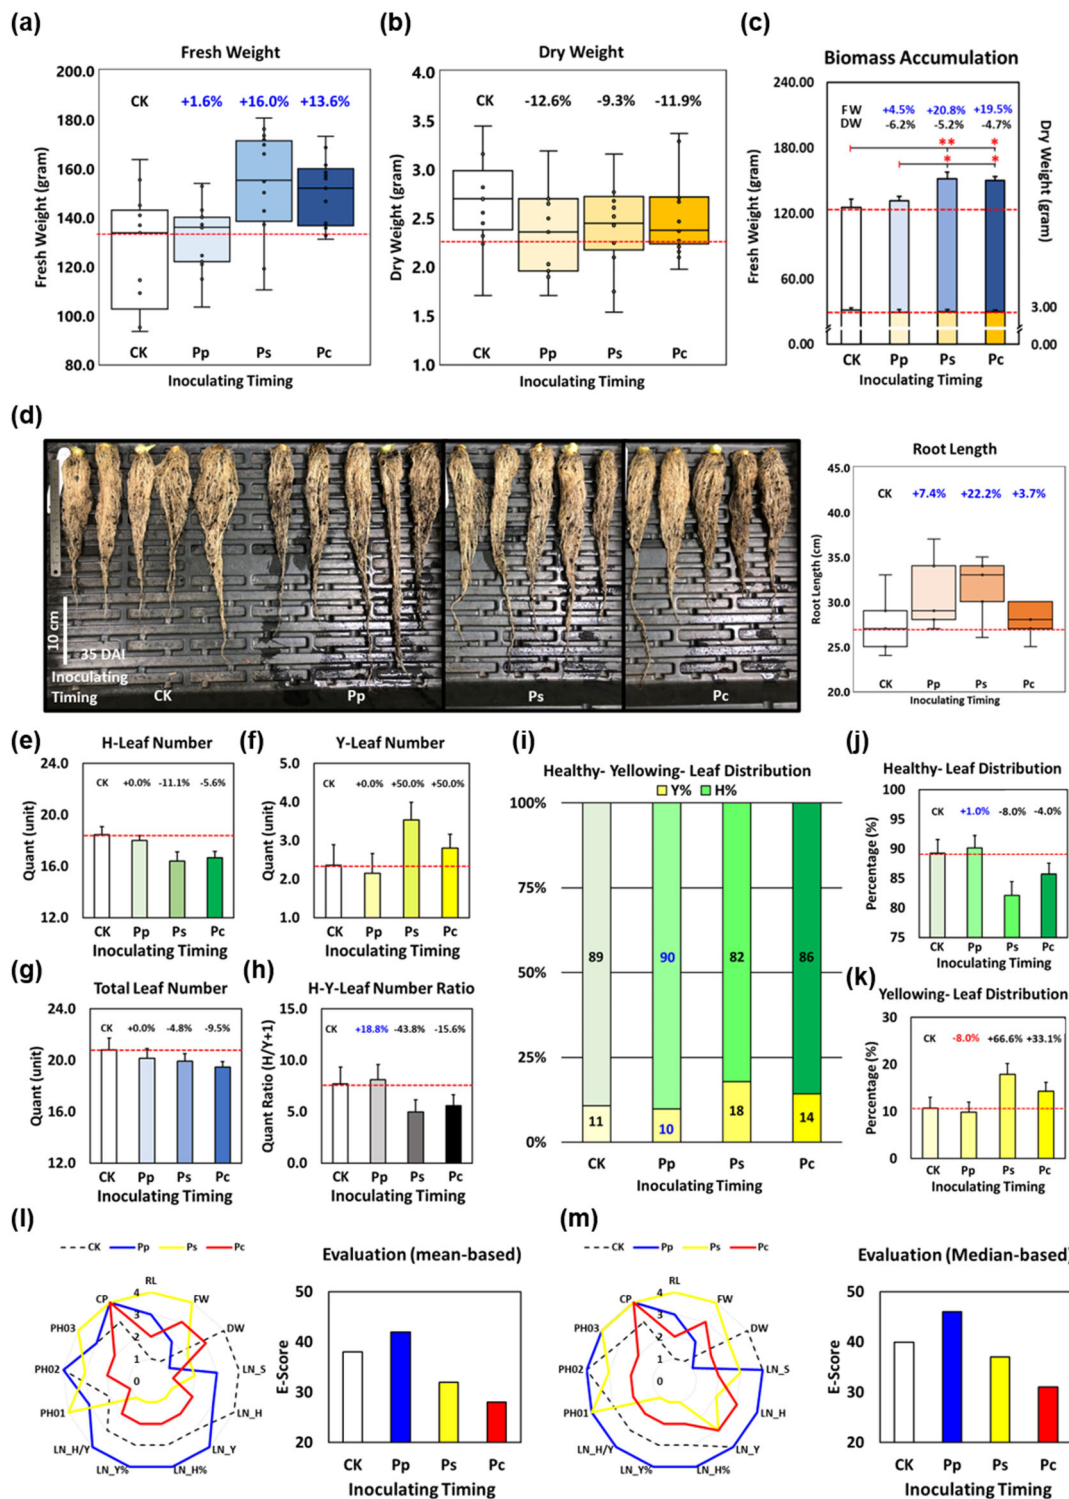 (a)
Fresh Weight
Fresh Weight (gram)
200.0
180.0
160.0
140.0
120.0
100.0
80.0
CK +1.6% +16.0% +13.6%
CK Pp Ps Pc
Inoculating Timing
(b)
Dry Weight
Dry Weight (gram)
4.0
3.5
3.0
2.5
2.0
1.5
1.0
CK -12.6% -9.3% -11.9%
CK Pp Ps Pc
Inoculating Timing
(c)
Biomass Accumulation
Fresh Weight (gram)
240.00
180.00
120.00
60.00
0.00
FW +4.5% +20.8% +19.5%
DW -6.2% -5.2% -4.7%
** *
* *
Dry Weight (gram)
3.00
0.00
CK Pp Ps Pc
Inoculating Timing
(d)
10 cm
35 DAI
Inoculating
Timing
CK Pp Ps Pc
Root Length
Root Length (cm)
45.0
40.0
35.0
30.0
25.0
20.0
CK +7.4% +22.2% +3.7%
CK Pp Ps Pc
Inoculating Timing
(e)
H-Leaf Number
Quant (unit)
24.0
20.0
16.0
12.0
CK +0.0% -11.1% -5.6%
CK Pp Ps Pc
Inoculating Timing
(f)
Y-Leaf Number
Quant (unit)
5.0
4.0
3.0
2.0
1.0
CK +0.0% +50.0% +50.0%
CK Pp Ps Pc
Inoculating Timing
(g)
Total Leaf Number
Quant (unit)
24.0
20.0
16.0
12.0
CK +0.0% -4.8% -9.5%
CK Pp Ps Pc
Inoculating Timing
(h)
H-Y-Leaf Number Ratio
Quant Ratio (H/Y+1)
15.0
10.0
5.0
0.0
CK +18.8% -43.8% -15.6%
CK Pp Ps Pc
Inoculating Timing
(i)
Healthy- Yellowing- Leaf Distribution
Y% H%
100%
75%
50%
25%
0%
89 90 82 86
11 10 18 14
CK Pp Ps Pc
Inoculating Timing
(j)
Healthy- Leaf Distribution
Percentage (%)
100
95
90
85
80
75
CK +1.0% -8.0% -4.0%
CK Pp Ps Pc
Inoculating Timing
(k)
Yellowing- Leaf Distribution
Percentage (%)
30
20
10
0
CK -8.0% +66.6% +33.1%
CK Pp Ps Pc
Inoculating Timing
(l)
CK Pp Ps Pc
RL
FW
DW
LN_S
LN_H
LN_Y
LN_H%
LN_Y%
LN_H/Y
PH01
PH02
PH03
CP
4
3
2
1
0
Evaluation (mean-based)
E-Score
50
40
30
20
CK Pp Ps Pc
Inoculating Timing
(m)
CK Pp Ps Pc
RL
FW
DW
LN_S
LN_H
LN_Y
LN_H%
LN_Y%
LN_H/Y
PH01
PH02
PH03
CP
4
3
2
1
0
Evaluation (Median-based)
E-Score
50
40
30
20
CK Pp Ps Pc
Inoculating Timing